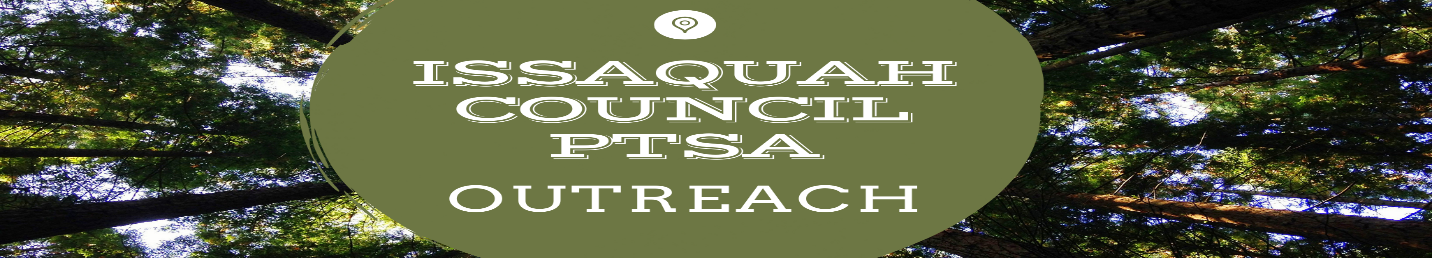 ISSAQUAH
COUNCIL
PTSA
OUTREACH